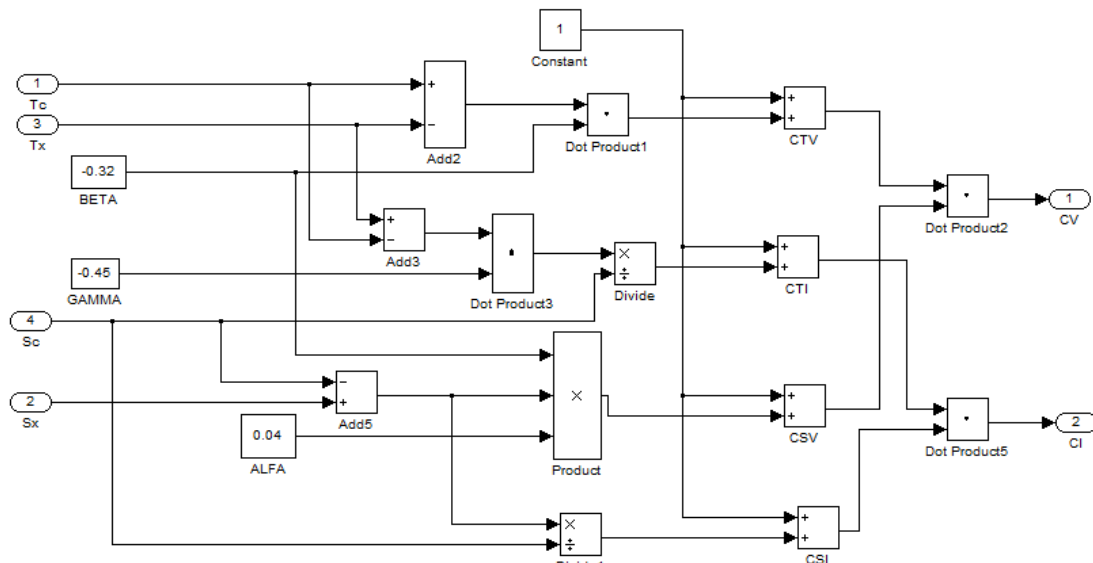 1
Constant
1
Tc
+
-
Add2
3
Tx
Dot Product1
+
+
CTV
-0.32
BETA
Dot Product2
1
CV
+
-
Add3
-0.45
GAMMA
Dot Product3
×
÷
Divide
+
+
CTI
4
Sc
2
Sx
-
+
Add5
0.04
ALFA
×
Product
+
+
CSV
Dot Product5
2
CI
×
÷
+
+
CSI